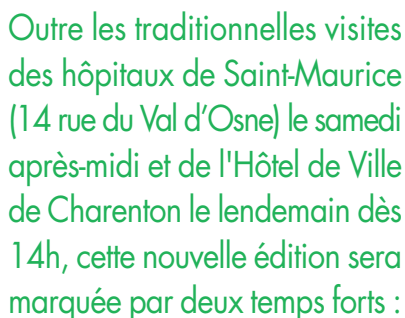 Outre les traditionnelles visites
des hôpitaux de Saint-Maurice
(14 rue du Val d’Osne) le samedi
après-midi et de l'Hôtel de Ville
de Charenton le lendemain dès
14h, cette nouvelle édition sera
marquée par deux temps forts :